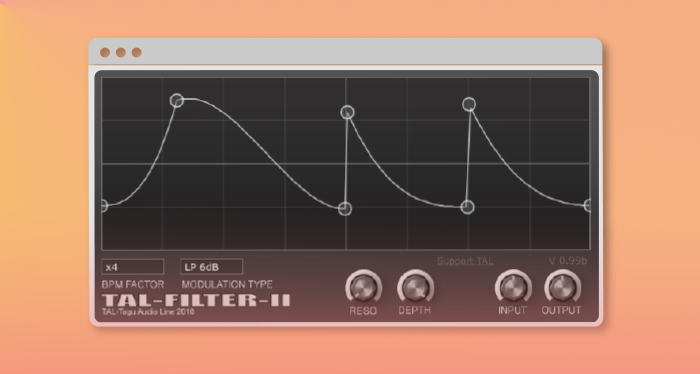 Support TAL
V 0.99b
x4
LP 6dB
BPM FACTOR
MODULATION TYPE
TAL-FILTER-II
TAL-Togu Audio Line 2010
RESO
DEPTH
INPUT
OUTPUT